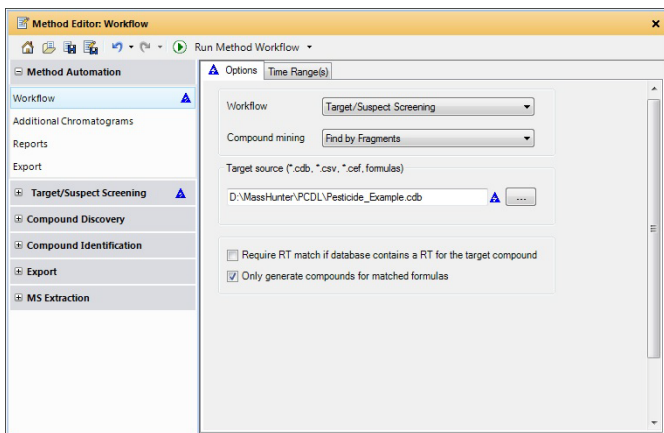 Method Editor: Workflow
Run Method Workflow
Method Automation
Workflow
Additional Chromatograms
Reports
Export
Target/Suspect Screening
Compound Discovery
Compound Identification
Export
MS Extraction
Options Time Range(s)
Workflow Target/Suspect Screening
Compound mining Find by Fragments
Target source (*.cdb, *.csv, *.cef, formulas)
D:\MassHunter\PCDL\Pesticide_Example.cdb ...
Require RT match if database contains a RT for the target compound
Only generate compounds for matched formulas